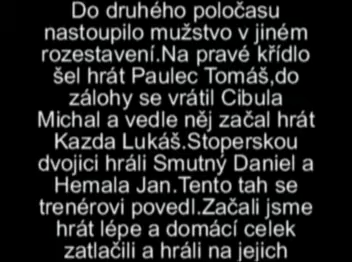 Do druhého poločasu
nastoupilo mužstvo v jiném
rozestavení.Na pravé křídlo
šel hrát Paulec Tomáš,do
zálohy se vrátil Cibula
Michal a vedle něj začal hrát
Kazda Lukáš.Stoperskou
dvojici hráli Smutný Daniel a
Hemala Jan.Tento tah se
trenérovi povedl.Začali jsme
hrát lépe a domácí celek
zatlačili a hráli na jejich